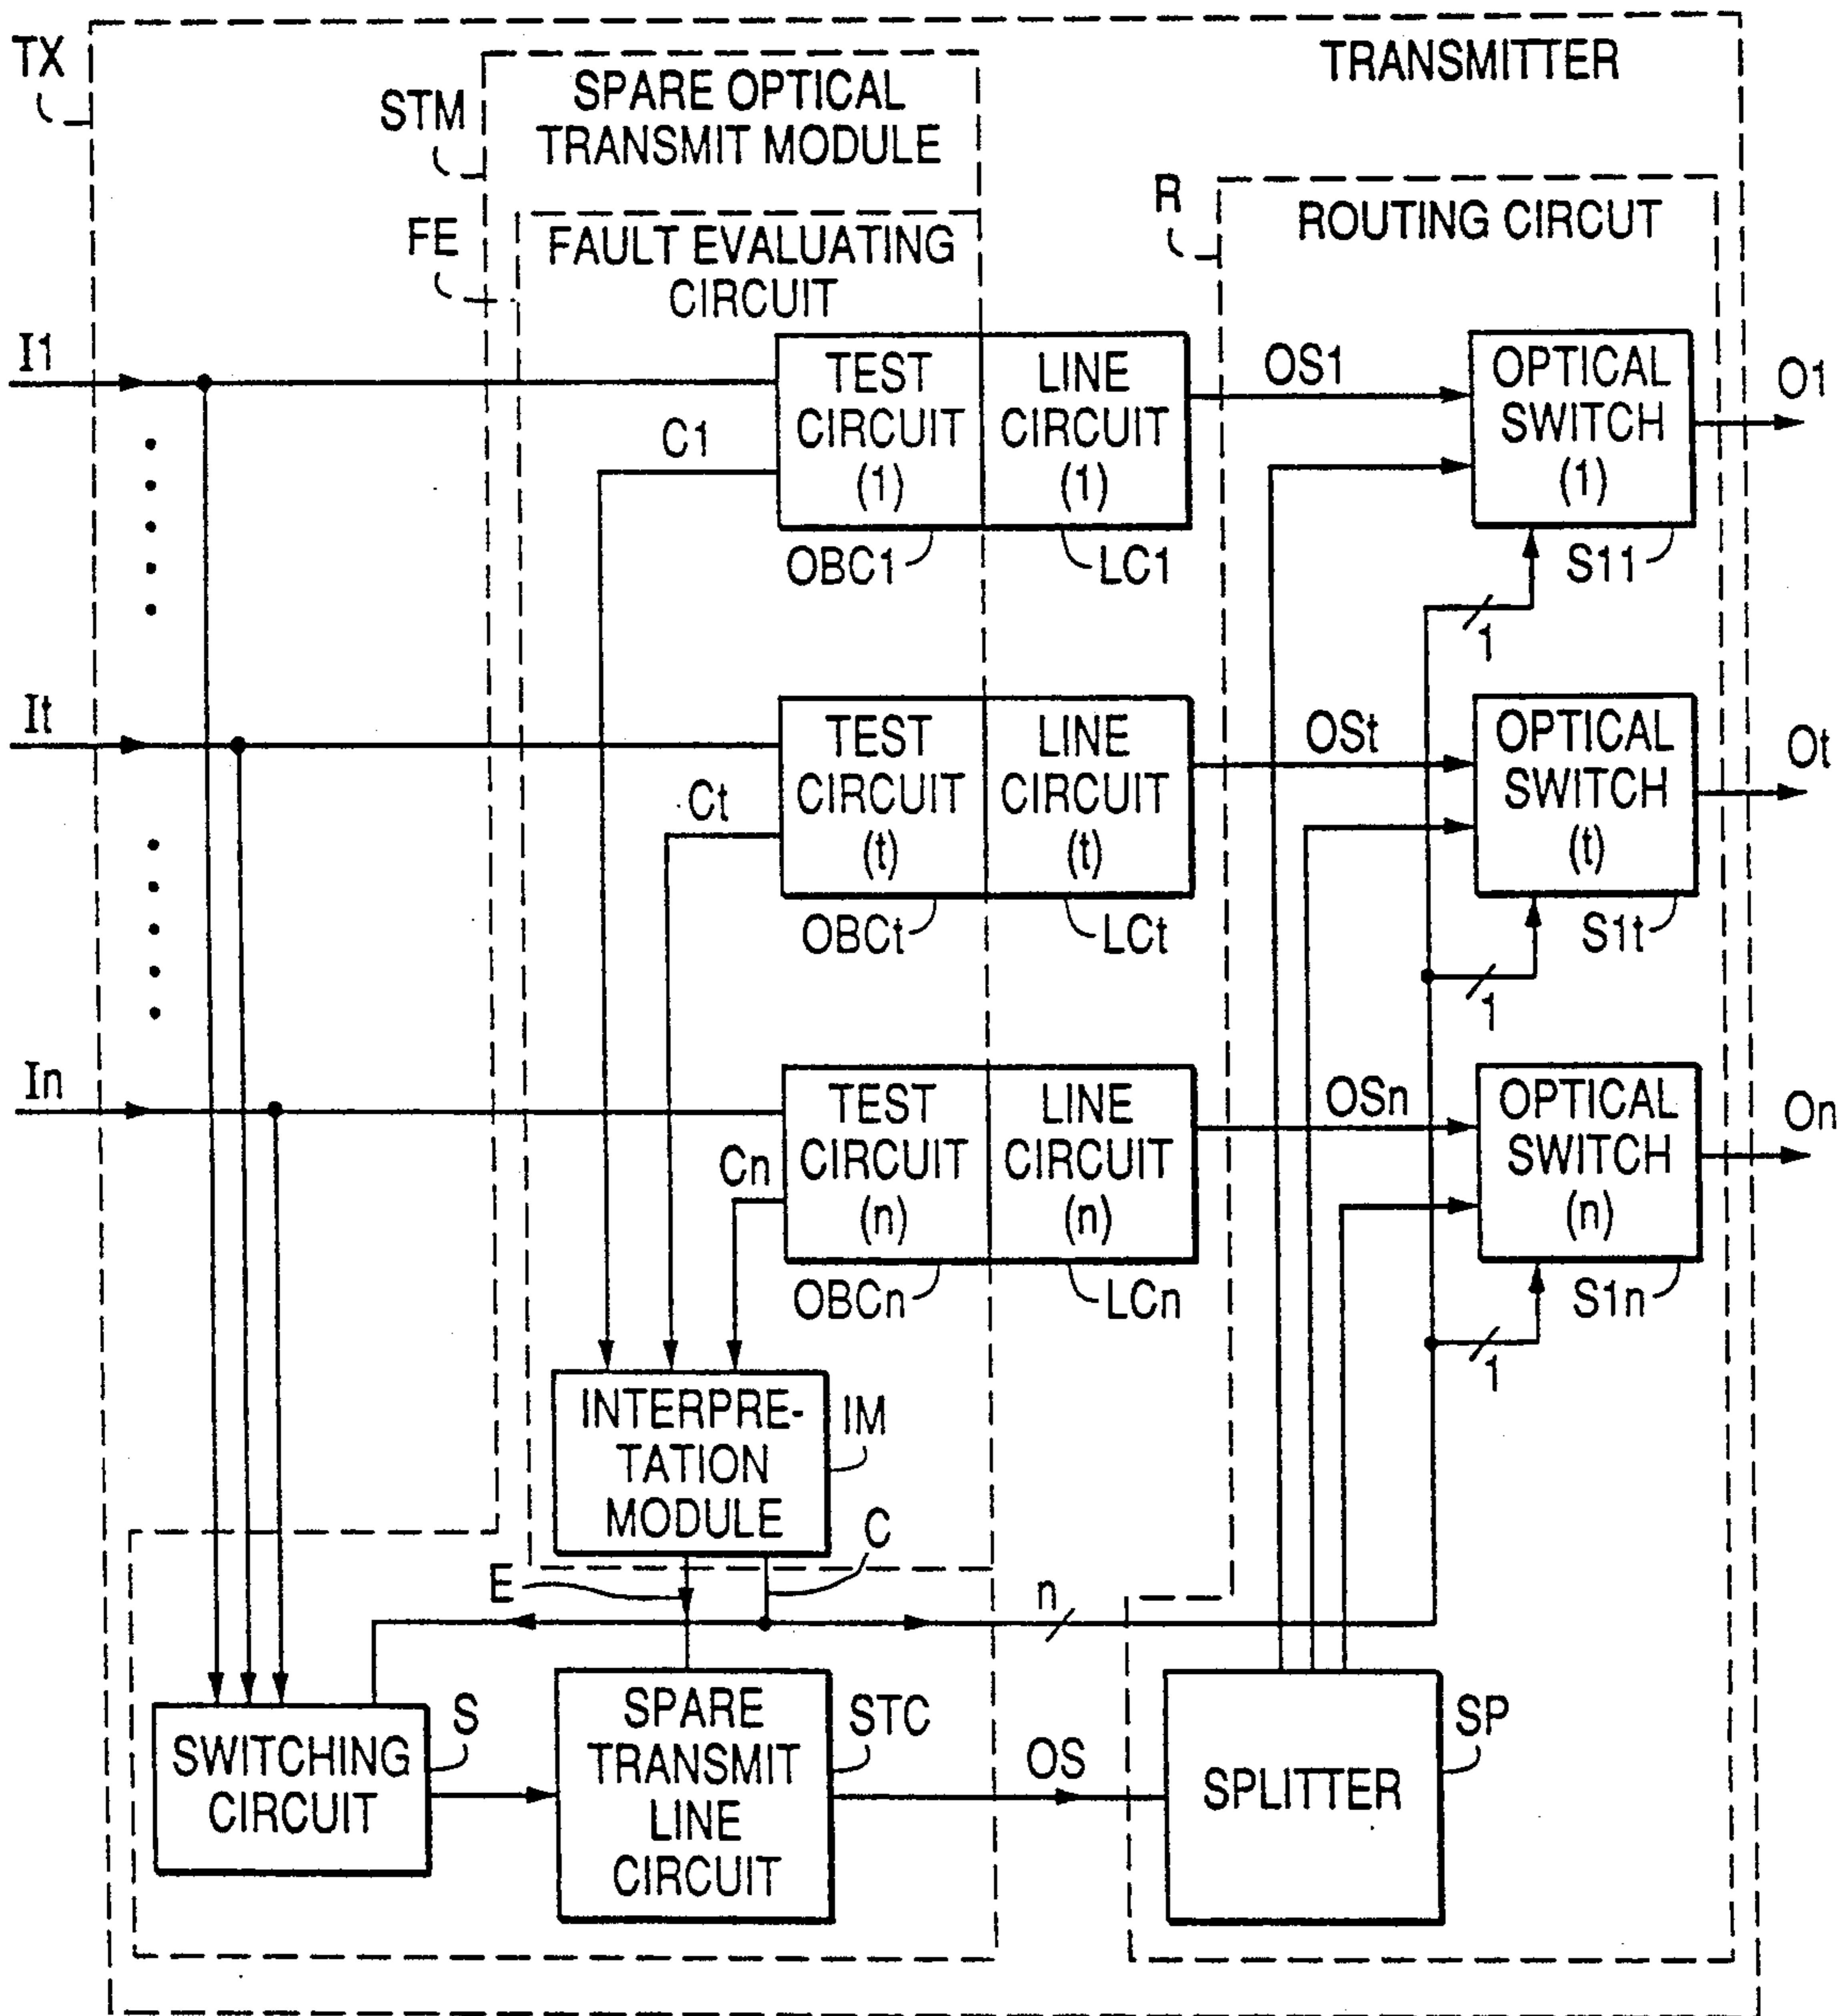 TX
TRANSMITTER
STM
SPARE OPTICAL
TRANSMIT MODULE
R
ROUTING CIRCUT
FE
FAULT EVALUATING
CIRCUIT
I1
C1
TEST
CIRCUIT
(1)
LINE
CIRCUIT
(1)
OS1
OPTICAL
SWITCH
(1)
O1
OBC1
LC1
S11
1
It
Ct
TEST
CIRCUIT
(t)
LINE
CIRCUIT
(t)
OSt
OPTICAL
SWITCH
(t)
Ot
OBCt
LCt
S1t
1
In
Cn
TEST
CIRCUIT
(n)
LINE
CIRCUIT
(n)
OSn
OPTICAL
SWITCH
(n)
On
OBCn
LCn
S1n
1
INTERPRE-
TATION
MODULE
IM
E
C
n
SWITCHING
CIRCUIT
S
SPARE
TRANSMIT
LINE
CIRCUIT
STC
OS
SPLITTER
SP